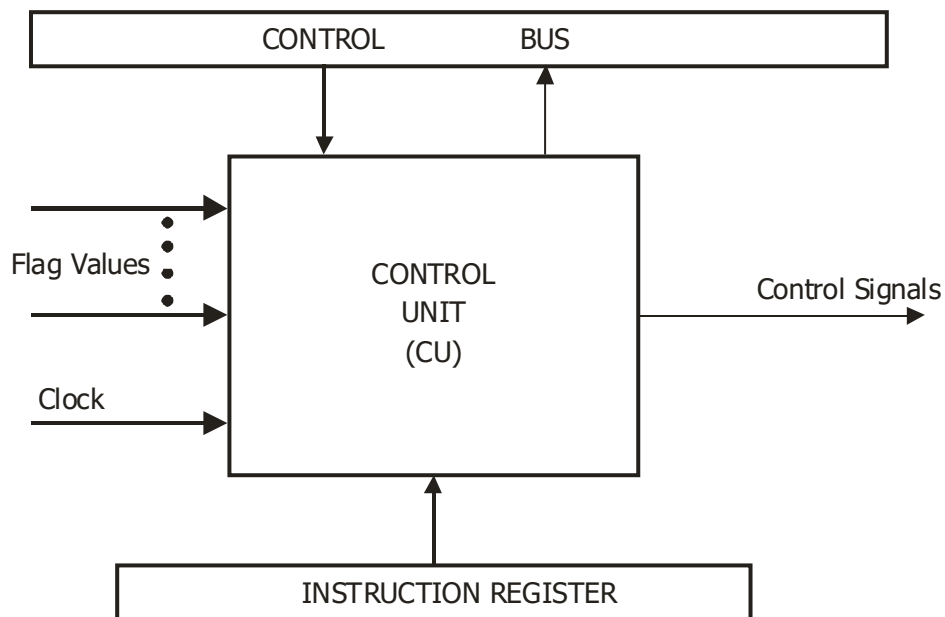 CONTROL BUS
Flag Values
CONTROL
UNIT
(CU)
Control Signals
Clock
INSTRUCTION REGISTER